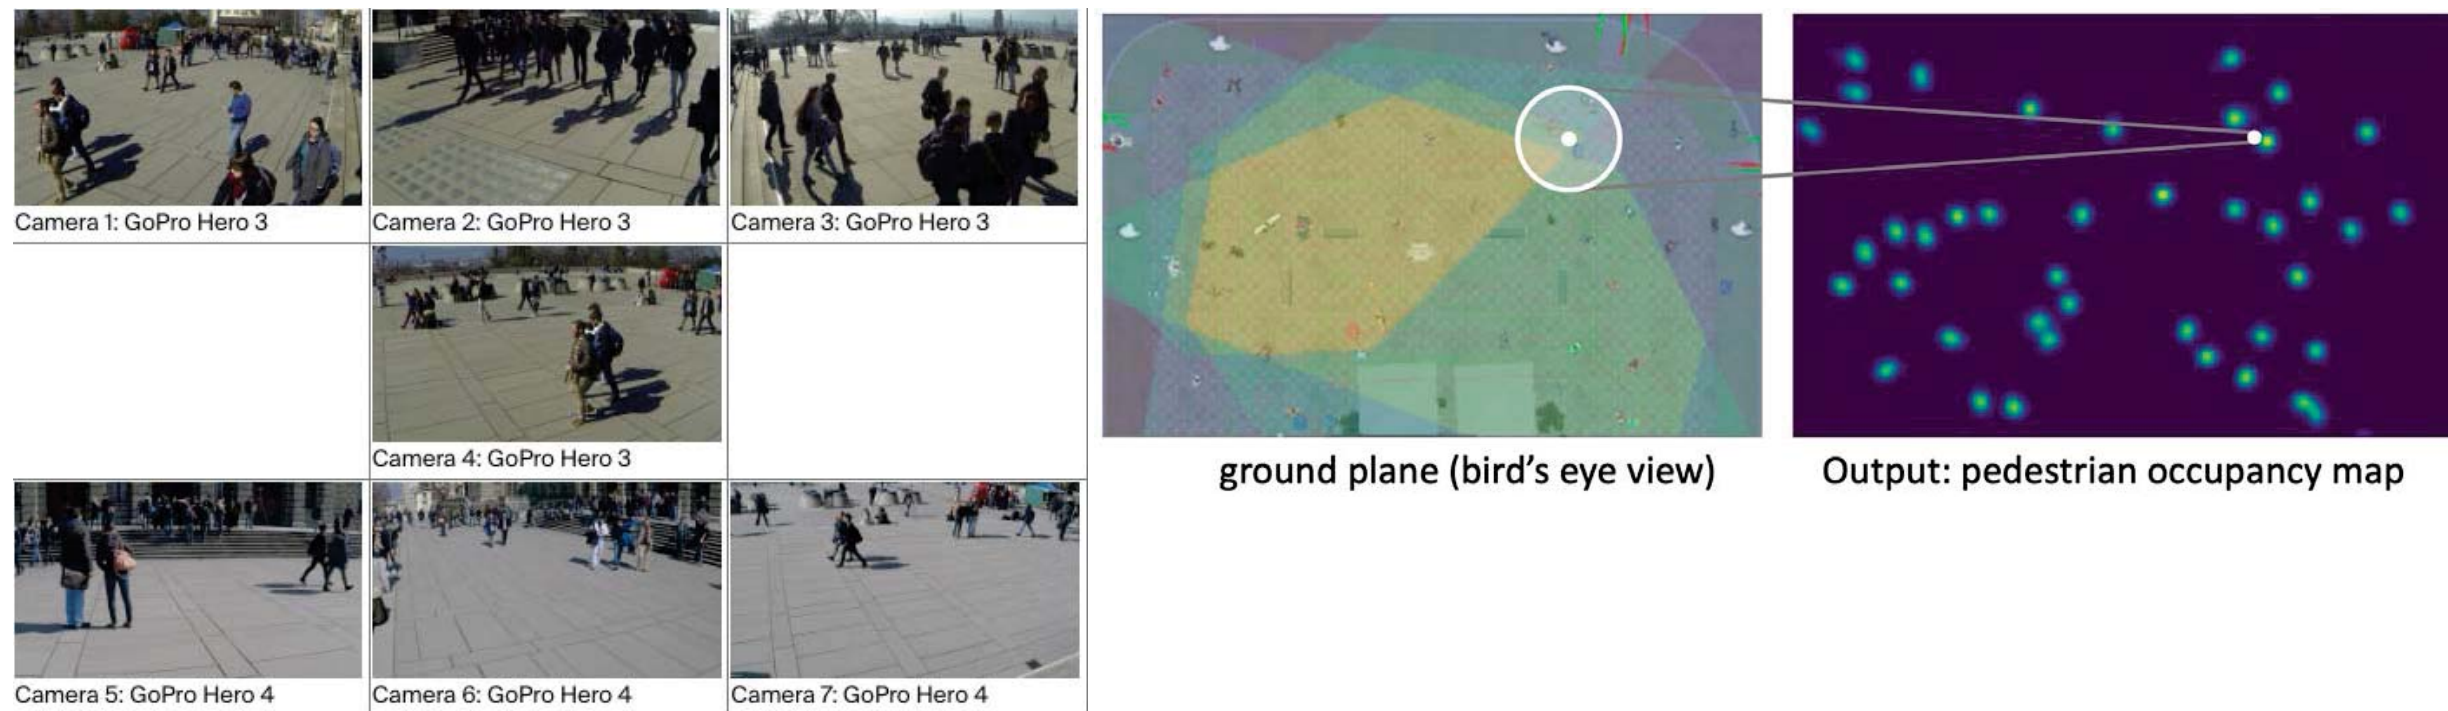 Camera 1: GoPro Hero 3
Camera 2: GoPro Hero 3
Camera 3: GoPro Hero 3
Camera 4: GoPro Hero 3
Camera 5: GoPro Hero 4
Camera 6: GoPro Hero 4
Camera 7: GoPro Hero 4
ground plane (bird's eye view)
Output: pedestrian occupancy map